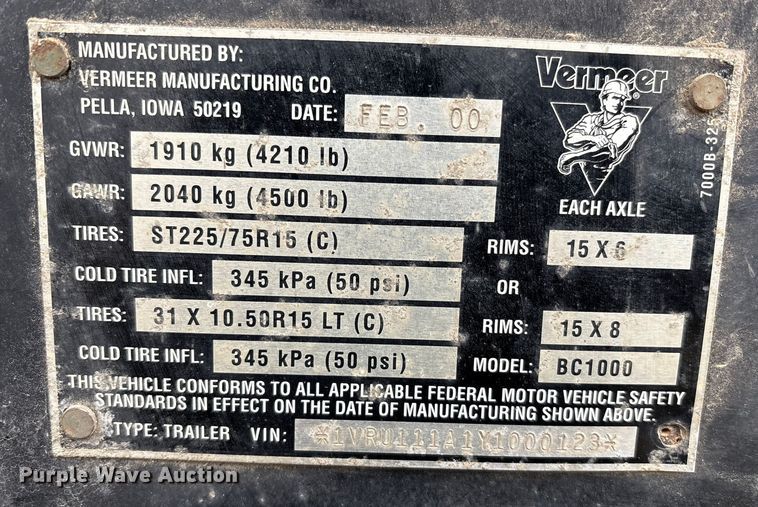 MANUFACTURED BY:
VERMEER MANUFACTURING CO.
PELLA, IOWA 50219 DATE: FEB. 00
Vermeer
®
7000B-325
GVWR: 1910 kg (4210 lb)
GAWR: 2040 kg (4500 lb) EACH AXLE
TIRES: ST225/75R15 (C) RIMS: 15 X 6
COLD TIRE INFL: 345 kPa (50 psi) OR
TIRES: 31 X 10.50R15 LT (C) RIMS: 15 X 8
COLD TIRE INFL: 345 kPa (50 psi) MODEL: BC1000
THIS VEHICLE CONFORMS TO ALL APPLICABLE FEDERAL MOTOR VEHICLE SAFETY
STANDARDS IN EFFECT ON THE DATE OF MANUFACTURING SHOWN ABOVE.
TYPE: TRAILER VIN: *1VRU111A1Y1000123*
Purple Wave Auction